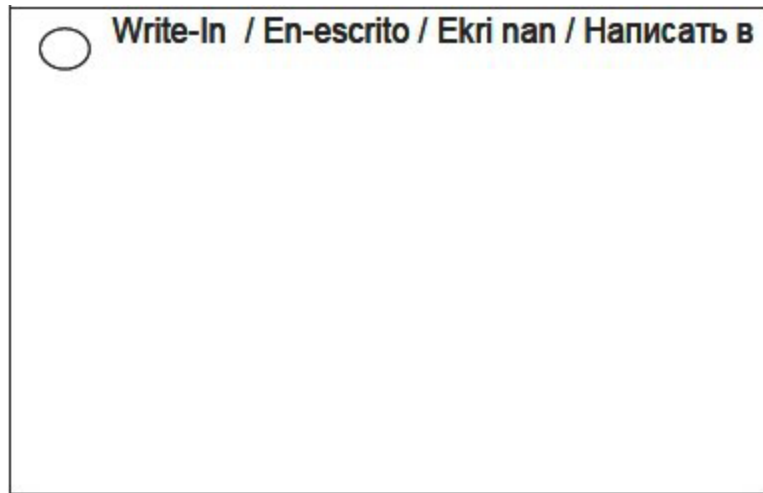 Write-In / En-escrito / Ekri nan / Написать в